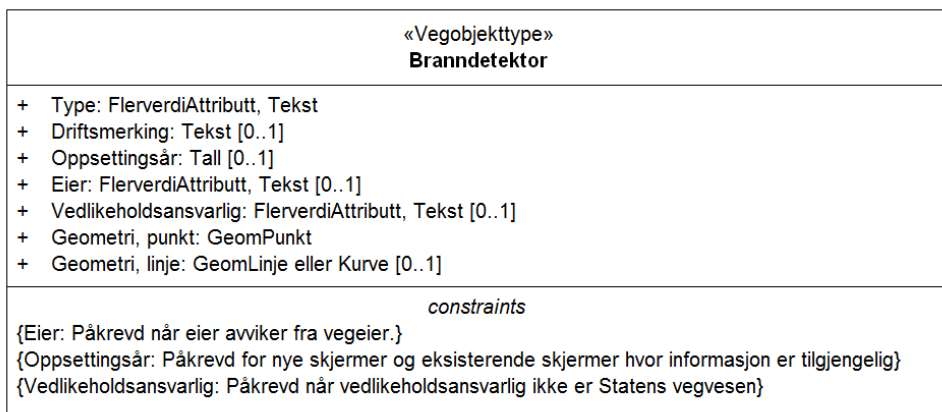 «Vegobjekttype»
Branndetektor
+ Type: FlerverdiAttributt, Tekst
+ Driftsmerking: Tekst [0..1]
+ Oppsettingsår: Tall [0..1]
+ Eier: FlerverdiAttributt, Tekst [0..1]
+ Vedlikeholdsansvarlig: FlerverdiAttributt, Tekst [0..1]
+ Geometri, punkt: GeomPunkt
+ Geometri, linje: GeomLinje eller Kurve [0..1]
constraints
{Eier: Påkrevd når eier avviker fra vegeier.}
{Oppsettingsår: Påkrevd for nye skjermer og eksisterende skjermer hvor informasjon er tilgjengelig}
{Vedlikeholdsansvarlig: Påkrevd når vedlikeholdsansvarlig ikke er Statens vegvesen}